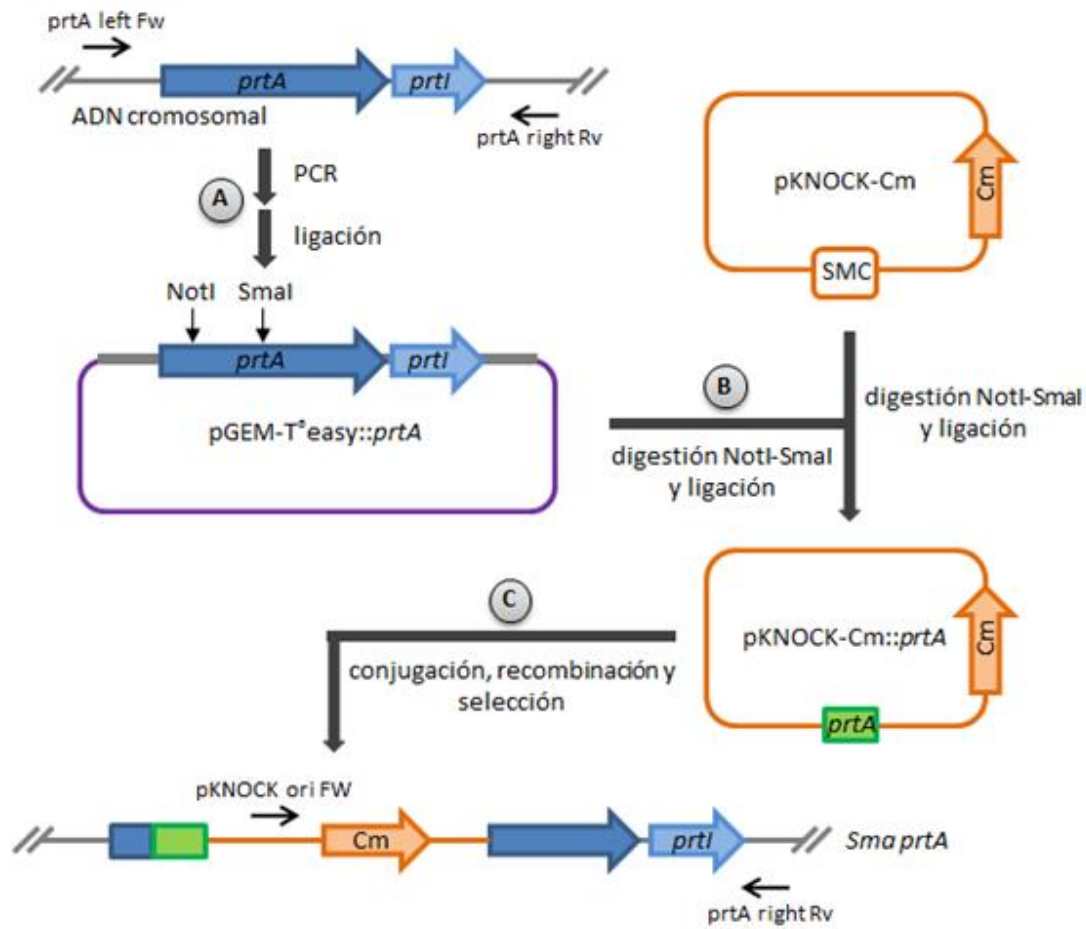 prtA left Fw
prtA
prtI
ADN cromosomal
prtA right Rv
PCR
A
ligación
NotI
SmaI
prtA
prtI
pGEM-T®easy::prtA
pKNOCK-Cm
Cm
SMC
B
digestión NotI-SmaI
y ligación
digestión NotI-SmaI
y ligación
C
conjugación, recombinación y
selección
pKNOCK-Cm::prtA
Cm
prtA
pKNOCK ori FW
Cm
prtI
Sma prtA
prtA right Rv